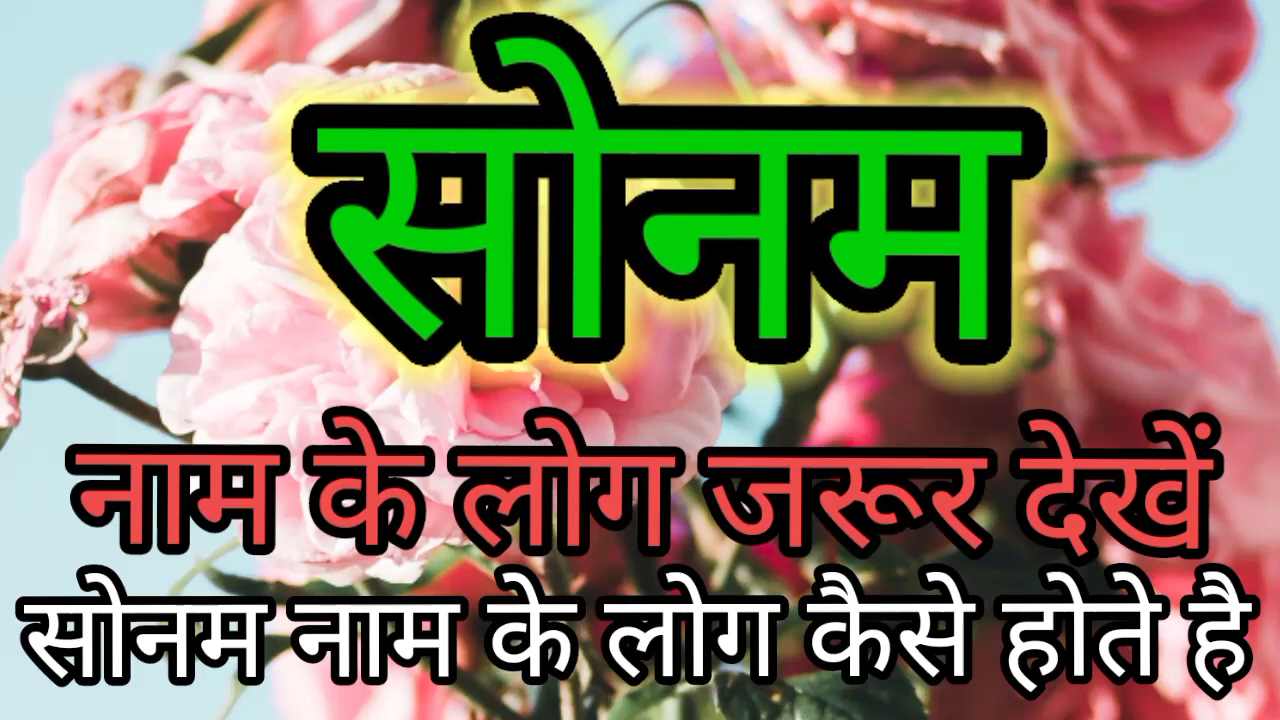 सोनम
नाम के लोग जरूर देखें
सोनम नाम के लोग कैसे होते है